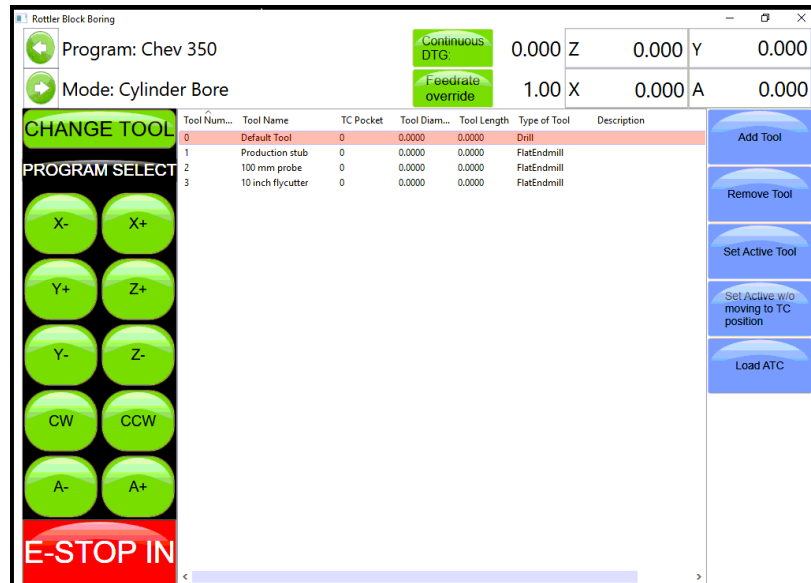 Rottler Block Boring
Program: Chev 350
Continuous DTG: 0.000 Z 0.000 Y 0.000
Mode: Cylinder Bore
Feedrate override 1.00 X 0.000 A 0.000
CHANGE TOOL
PROGRAM SELECT
X- X+
Y+ Z+
Y- Z-
CW CCW
A- A+
E-STOP IN
Tool Num... Tool Name TC Pocket Tool Diam... Tool Length Type of Tool Description
0 Default Tool 0 0.0000 0.0000 Drill
1 Production stub 0 0.0000 0.0000 FlatEndmill
2 100 mm probe 0 0.0000 0.0000 FlatEndmill
3 10 inch flycutter 0 0.0000 0.0000 FlatEndmill
Add Tool
Remove Tool
Set Active Tool
Set Active w/o
moving to TC
position
Load ATC